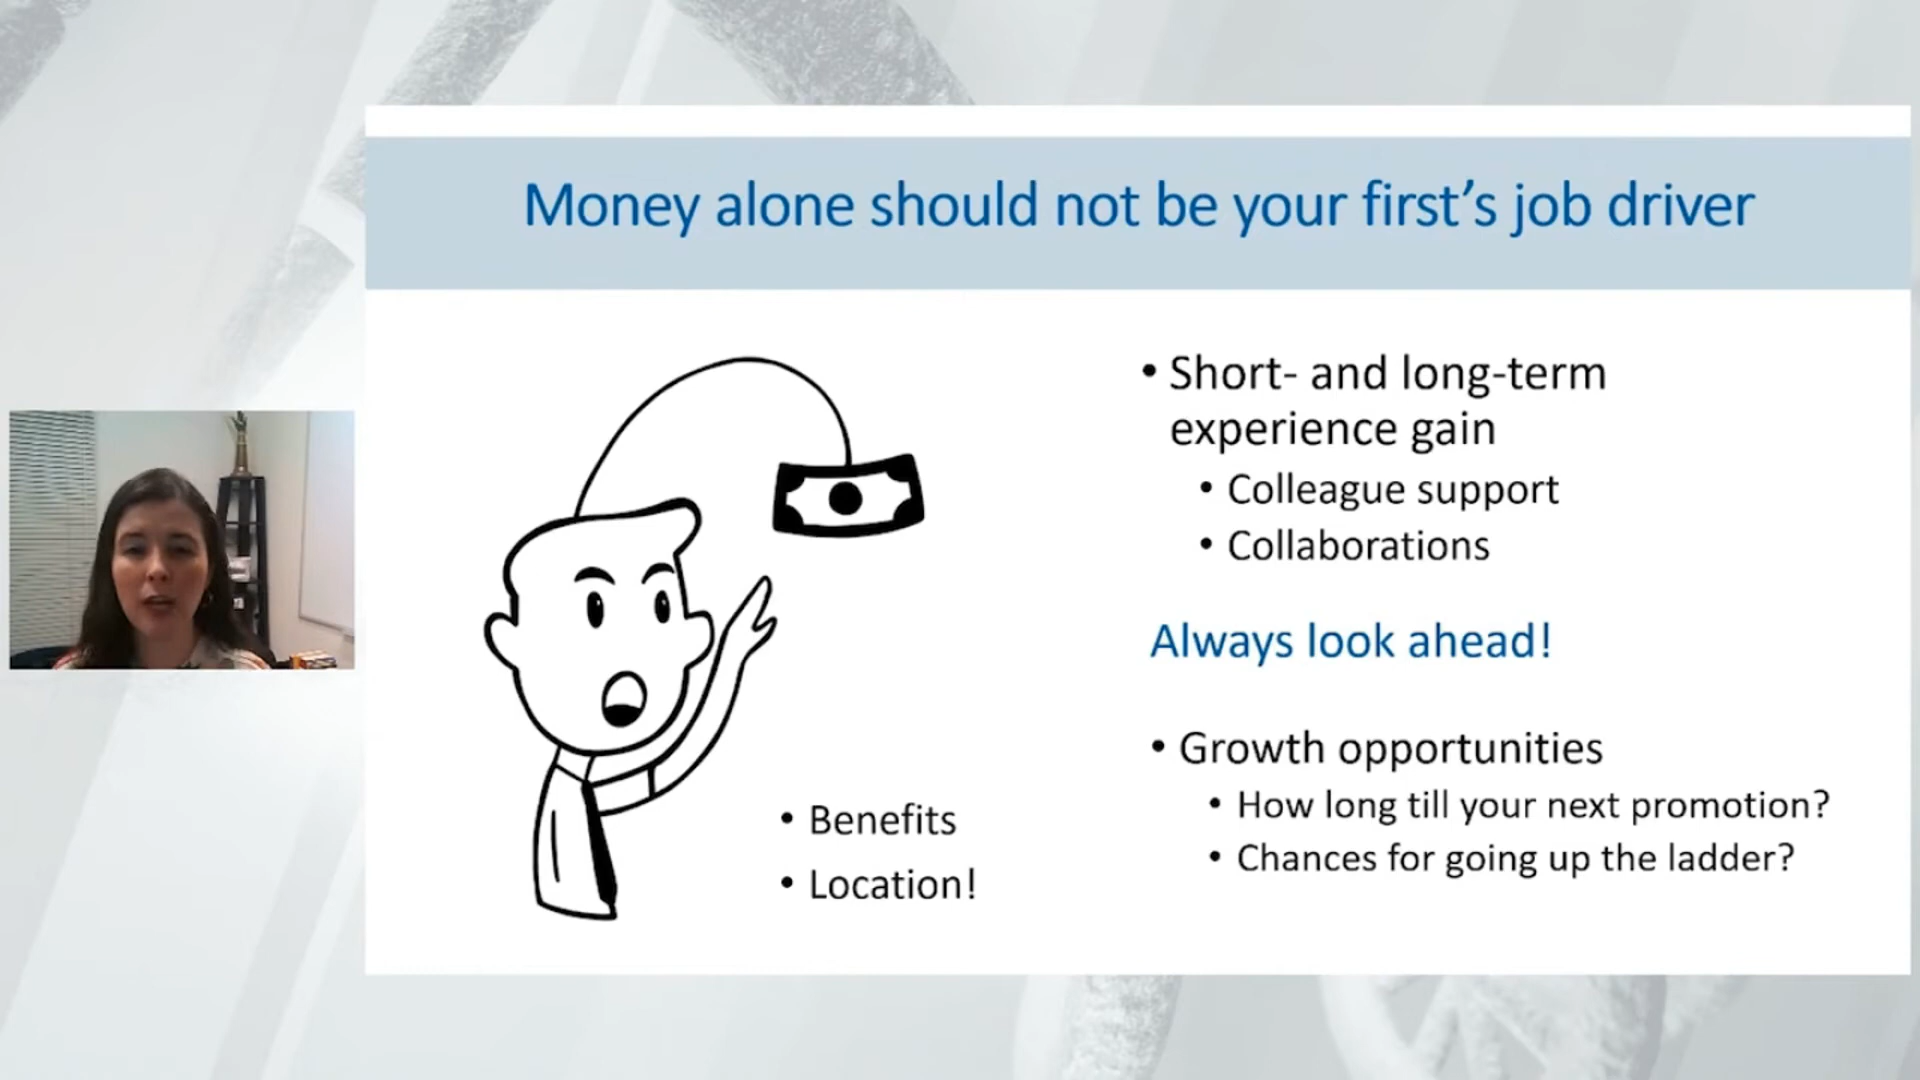 Money alone should not be your first's job driver
• Short- and long-term
experience gain
• Colleague support
• Collaborations
Always look ahead!
• Growth opportunities
• How long till your next promotion?
• Chances for going up the ladder?
• Benefits
• Location!